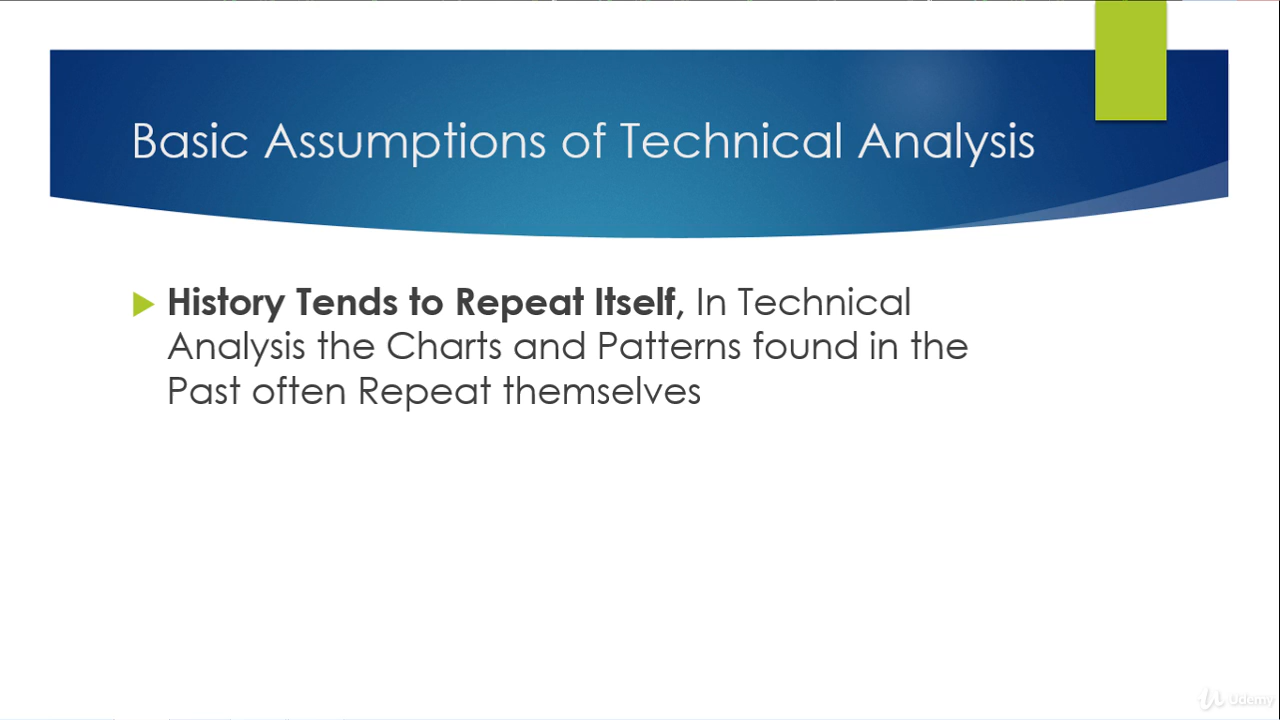 Basic Assumptions of Technical Analysis
History Tends to Repeat Itself, In Technical
Analysis the Charts and Patterns found in the
Past often Repeat themselves
Udemy